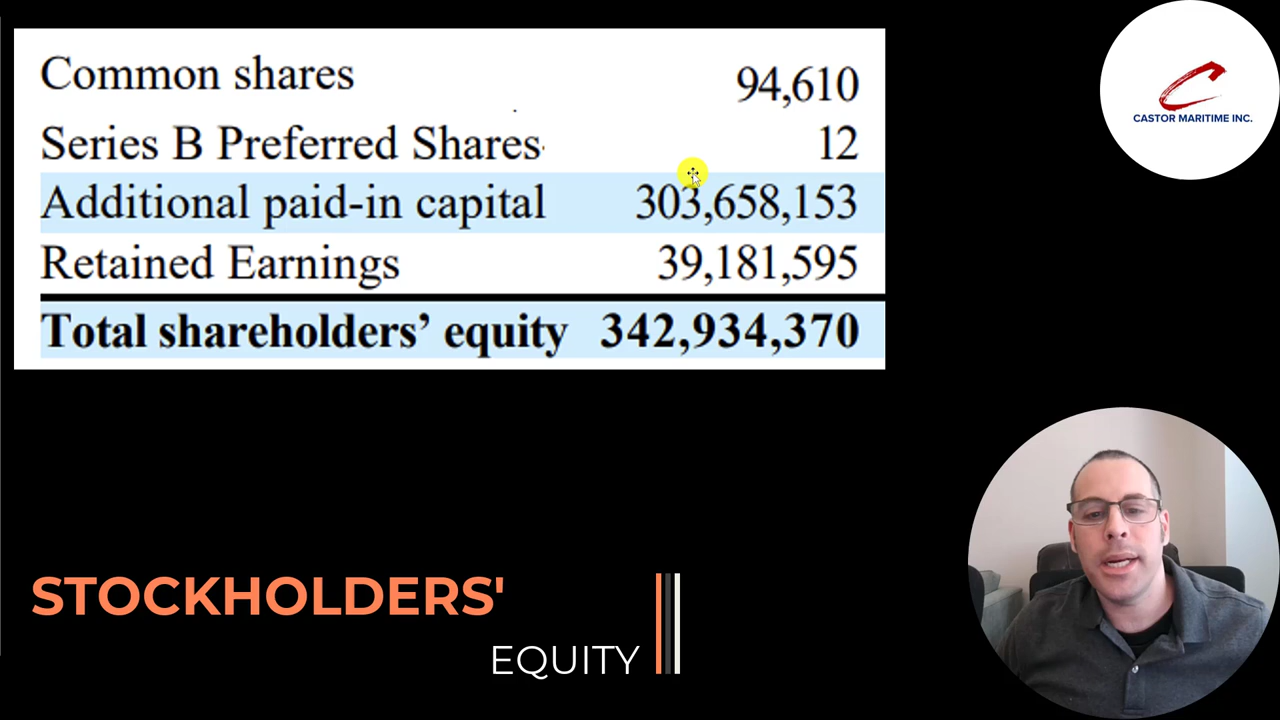 Common shares 94,610
Series B Preferred Shares 12
Additional paid-in capital 303,658,153
Retained Earnings 39,181,595
Total shareholders’ equity 342,934,370
CASTOR MARITIME INC.
STOCKHOLDERS'
EQUITY